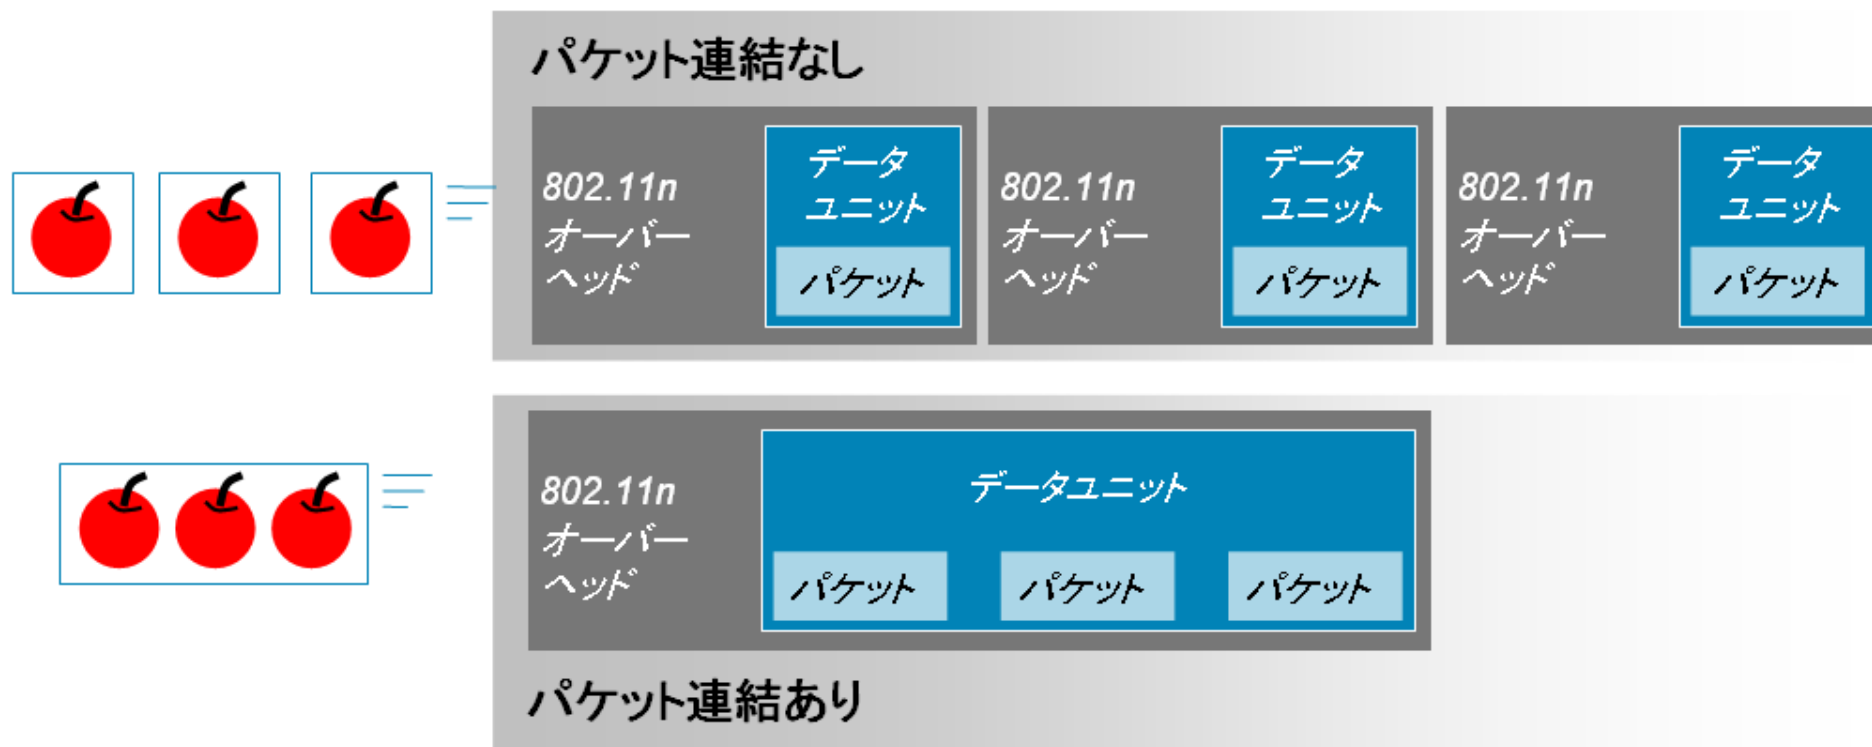 パケット連結なし
802.11n
オーバー
ヘッド
データ
ユニット
パケット
802.11n
オーバー
ヘッド
データ
ユニット
パケット
802.11n
オーバー
ヘッド
データ
ユニット
パケット
802.11n
オーバー
ヘッド
データユニット
パケット パケット パケット
パケット連結あり